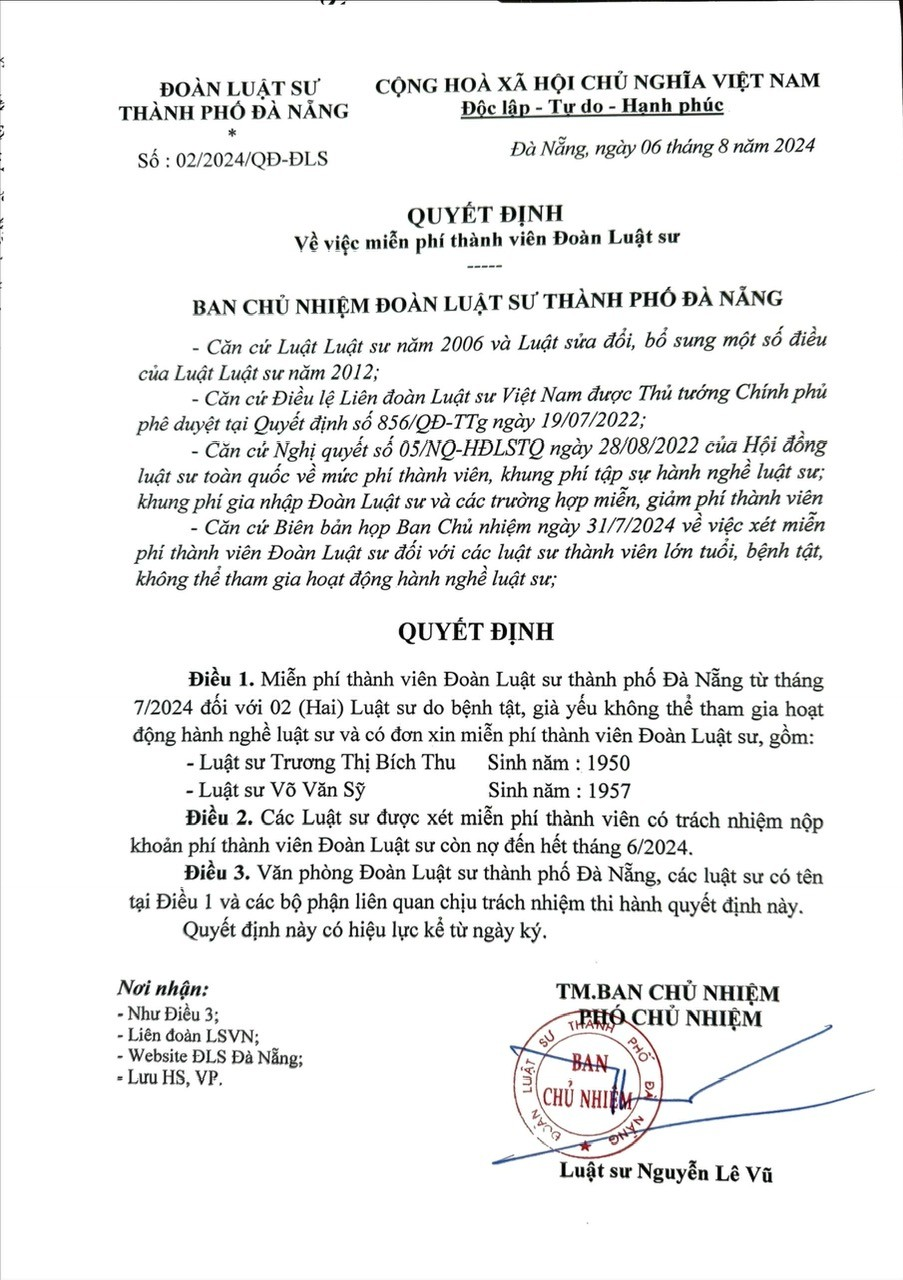 ĐOÀN LUẬT SƯ
THÀNH PHỐ ĐÀ NẴNG
*
Số : 02/2024/QĐ-ĐLS
CỘNG HOÀ XÃ HỘI CHỦ NGHĨA VIỆT NAM
Độc lập - Tự do - Hạnh phúc
Đà Nẵng, ngày 06 tháng 8 năm 2024
QUYẾT ĐỊNH
Về việc miễn phí thành viên Đoàn Luật sư
-----
BAN CHỦ NHIỆM ĐOÀN LUẬT SƯ THÀNH PHỐ ĐÀ NẴNG
- Căn cứ Luật Luật sư năm 2006 và Luật sửa đổi, bổ sung một số điều
của Luật Luật sư năm 2012;
- Căn cứ Điều lệ Liên đoàn Luật sư Việt Nam được Thủ tướng Chính phủ
phê duyệt tại Quyết định số 856/QĐ-TTg ngày 19/07/2022;
- Căn cứ Nghị quyết số 05/NQ-HĐLSTQ ngày 28/08/2022 của Hội đồng
luật sư toàn quốc về mức phí thành viên, khung phí tập sự hành nghề luật sư;
khung phí gia nhập Đoàn Luật sư và các trường hợp miễn, giảm phí thành viên
- Căn cứ Biên bản họp Ban Chủ nhiệm ngày 31/7/2024 về việc xét miễn
phí thành viên Đoàn Luật sư đối với các luật sư thành viên lớn tuổi, bệnh tật,
không thể tham gia hoạt động hành nghề luật sư;
QUYẾT ĐỊNH
Điều 1. Miễn phí thành viên Đoàn Luật sư thành phố Đà Nẵng từ tháng
7/2024 đối với 02 (Hai) Luật sư do bệnh tật, già yếu không thể tham gia hoạt
động hành nghề luật sư và có đơn xin miễn phí thành viên Đoàn Luật sư, gồm:
- Luật sư Trương Thị Bích Thu Sinh năm : 1950
- Luật sư Võ Văn Sỹ Sinh năm : 1957
Điều 2. Các Luật sư được xét miễn phí thành viên có trách nhiệm nộp
khoản phí thành viên Đoàn Luật sư còn nợ đến hết tháng 6/2024.
Điều 3. Văn phòng Đoàn Luật sư thành phố Đà Nẵng, các luật sư có tên
tại Điều 1 và các bộ phận liên quan chịu trách nhiệm thi hành quyết định này.
Quyết định này có hiệu lực kể từ ngày ký.
Nơi nhận:
- Như Điều 3;
- Liên đoàn LSVN;
- Website ĐLS Đà Nẵng;
- Lưu HS, VP.
TM.BAN CHỦ NHIỆM
PHÓ CHỦ NHIỆM
ĐOÀN LUẬT SƯ THÀNH PHỐ ĐÀ NẴNG
BAN
CHỦ NHIỆM
Luật sư Nguyễn Lê Vũ